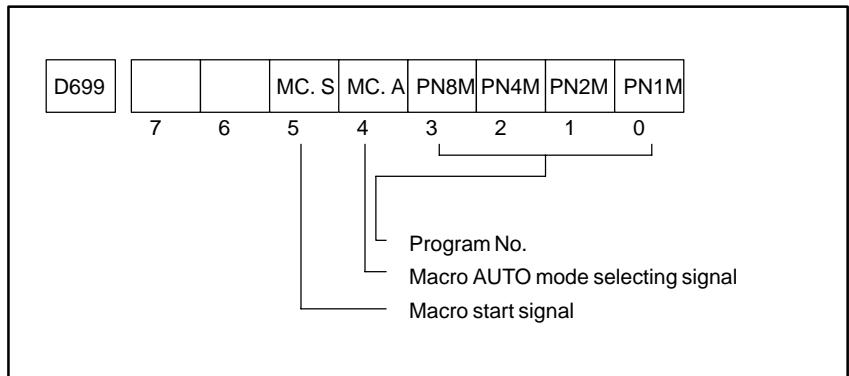 D699 MC. S MC. A PN8M PN4M PN2M PN1M
7 6 5 4 3 2 1 0
Program No.
Macro AUTO mode selecting signal
Macro start signal